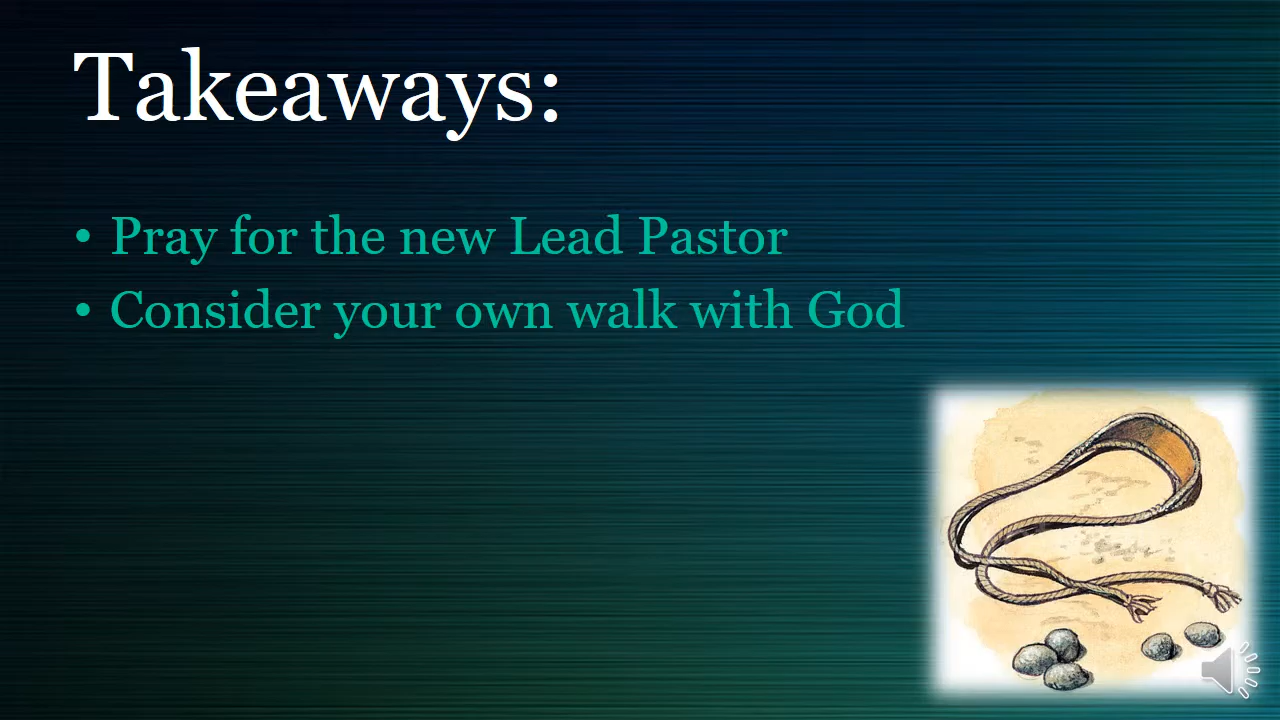 Takeaways:
• Pray for the new Lead Pastor
• Consider your own walk with God